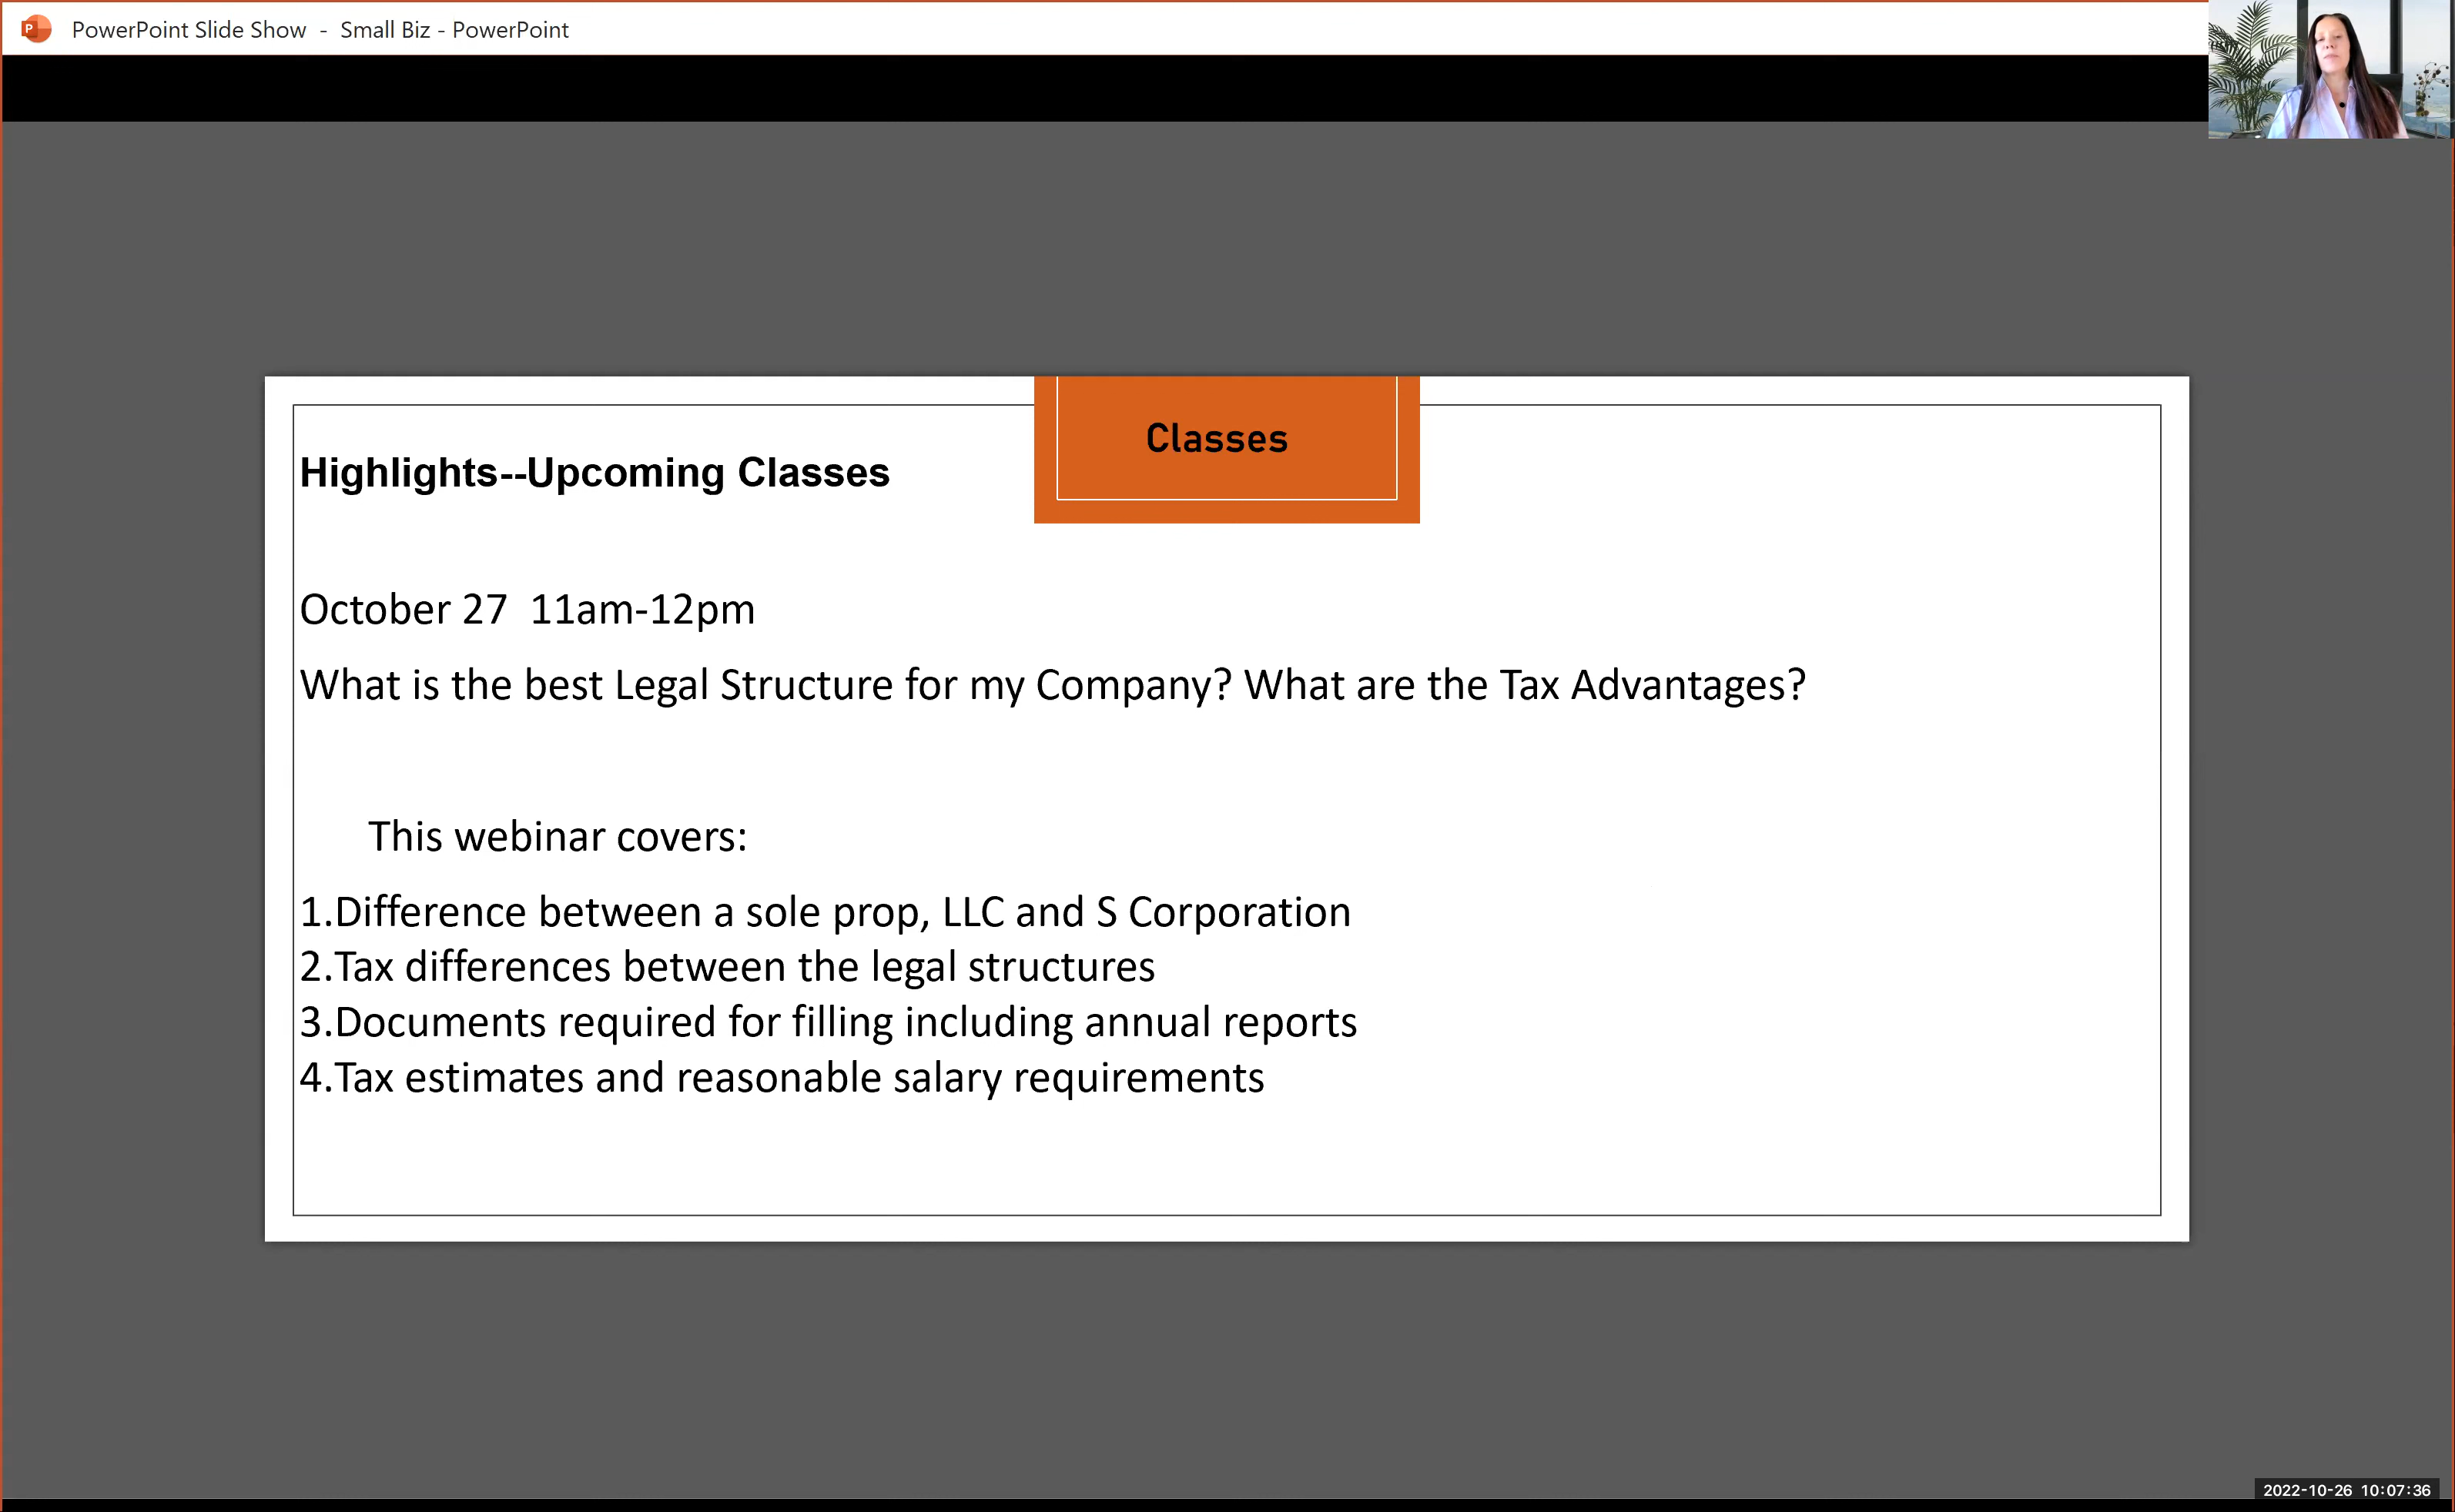 PowerPoint Slide Show - Small Biz - PowerPoint
Classes
Highlights--Upcoming Classes
October 27 11am-12pm
What is the best Legal Structure for my Company? What are the Tax Advantages?
This webinar covers:
1.Difference between a sole prop, LLC and S Corporation
2.Tax differences between the legal structures
3.Documents required for filling including annual reports
4.Tax estimates and reasonable salary requirements
2022-10-26 10:07:36